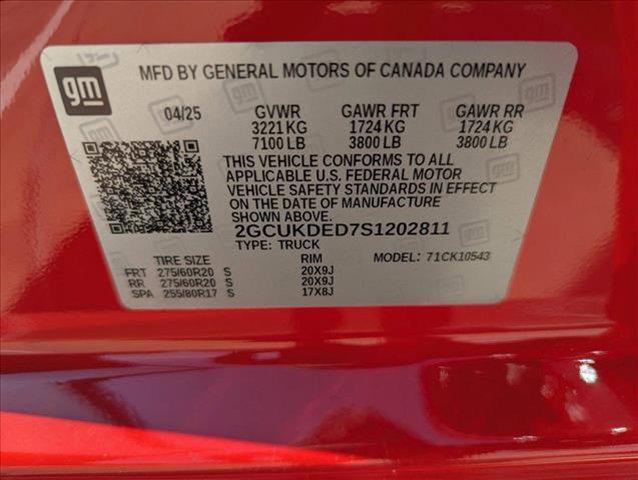 gm
MFD BY GENERAL MOTORS OF CANADA COMPANY
04/25 GVWR GAWR FRT GAWR RR
3221 KG 1724 KG 1724 KG
7100 LB 3800 LB 3800 LB
THIS VEHICLE CONFORMS TO ALL
APPLICABLE U.S. FEDERAL MOTOR
VEHICLE SAFETY STANDARDS IN EFFECT
ON THE DATE OF MANUFACTURE
SHOWN ABOVE.
2GCUKDED7S1202811
TYPE: TRUCK MODEL: 71CK10543
TIRE SIZE RIM
FRT 275/60R20 S 20X9J
RR 275/60R20 S 20X9J
SPA 255/80R17 S 17X8J